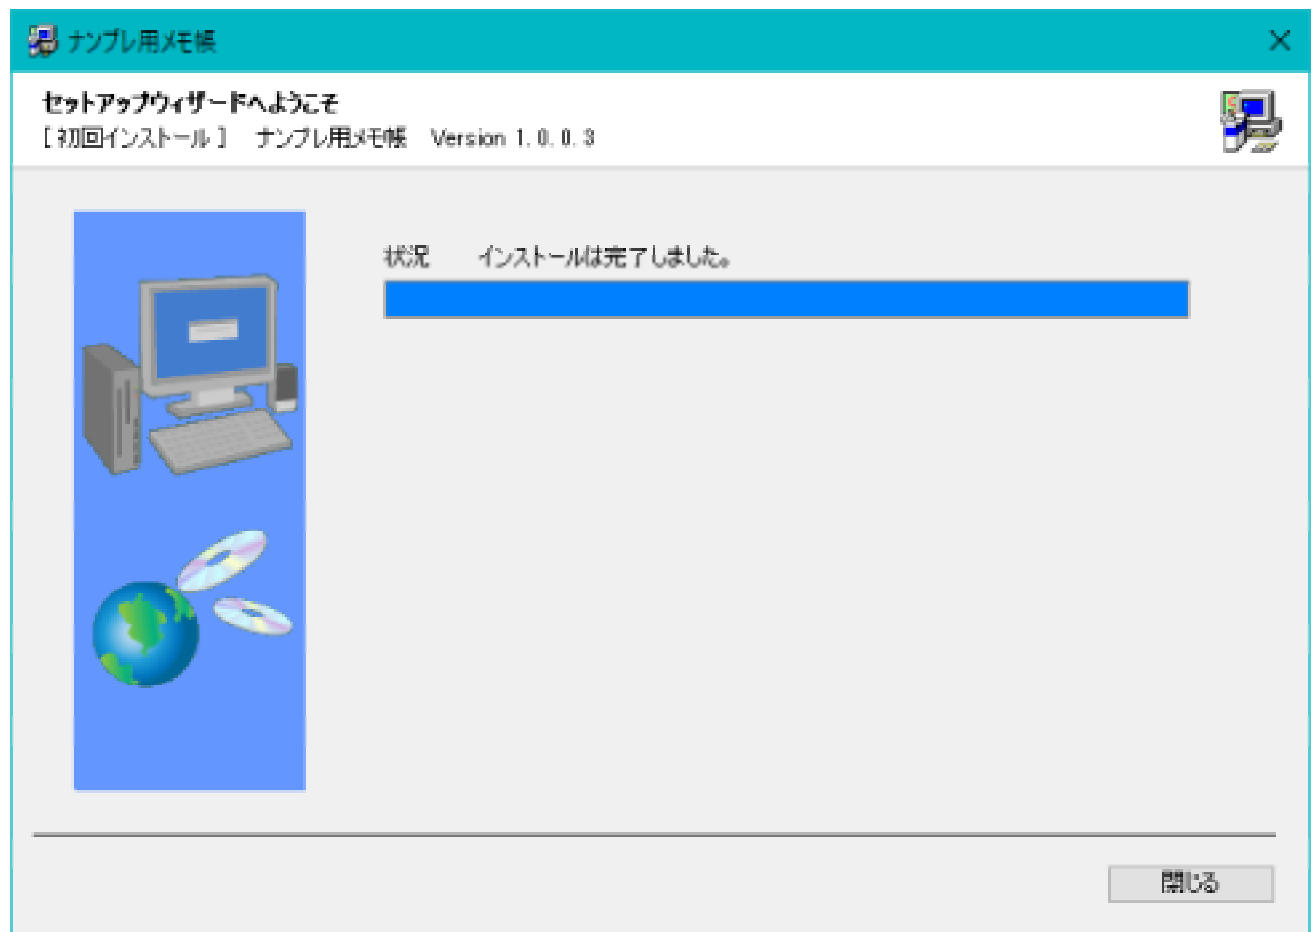 ナンプレ用メモ帳
セットアップウィザードへようこそ
[ 初回インストール ] ナンプレ用メモ帳 Version 1.0.0.3
状況 インストールは完了しました。
閉じる